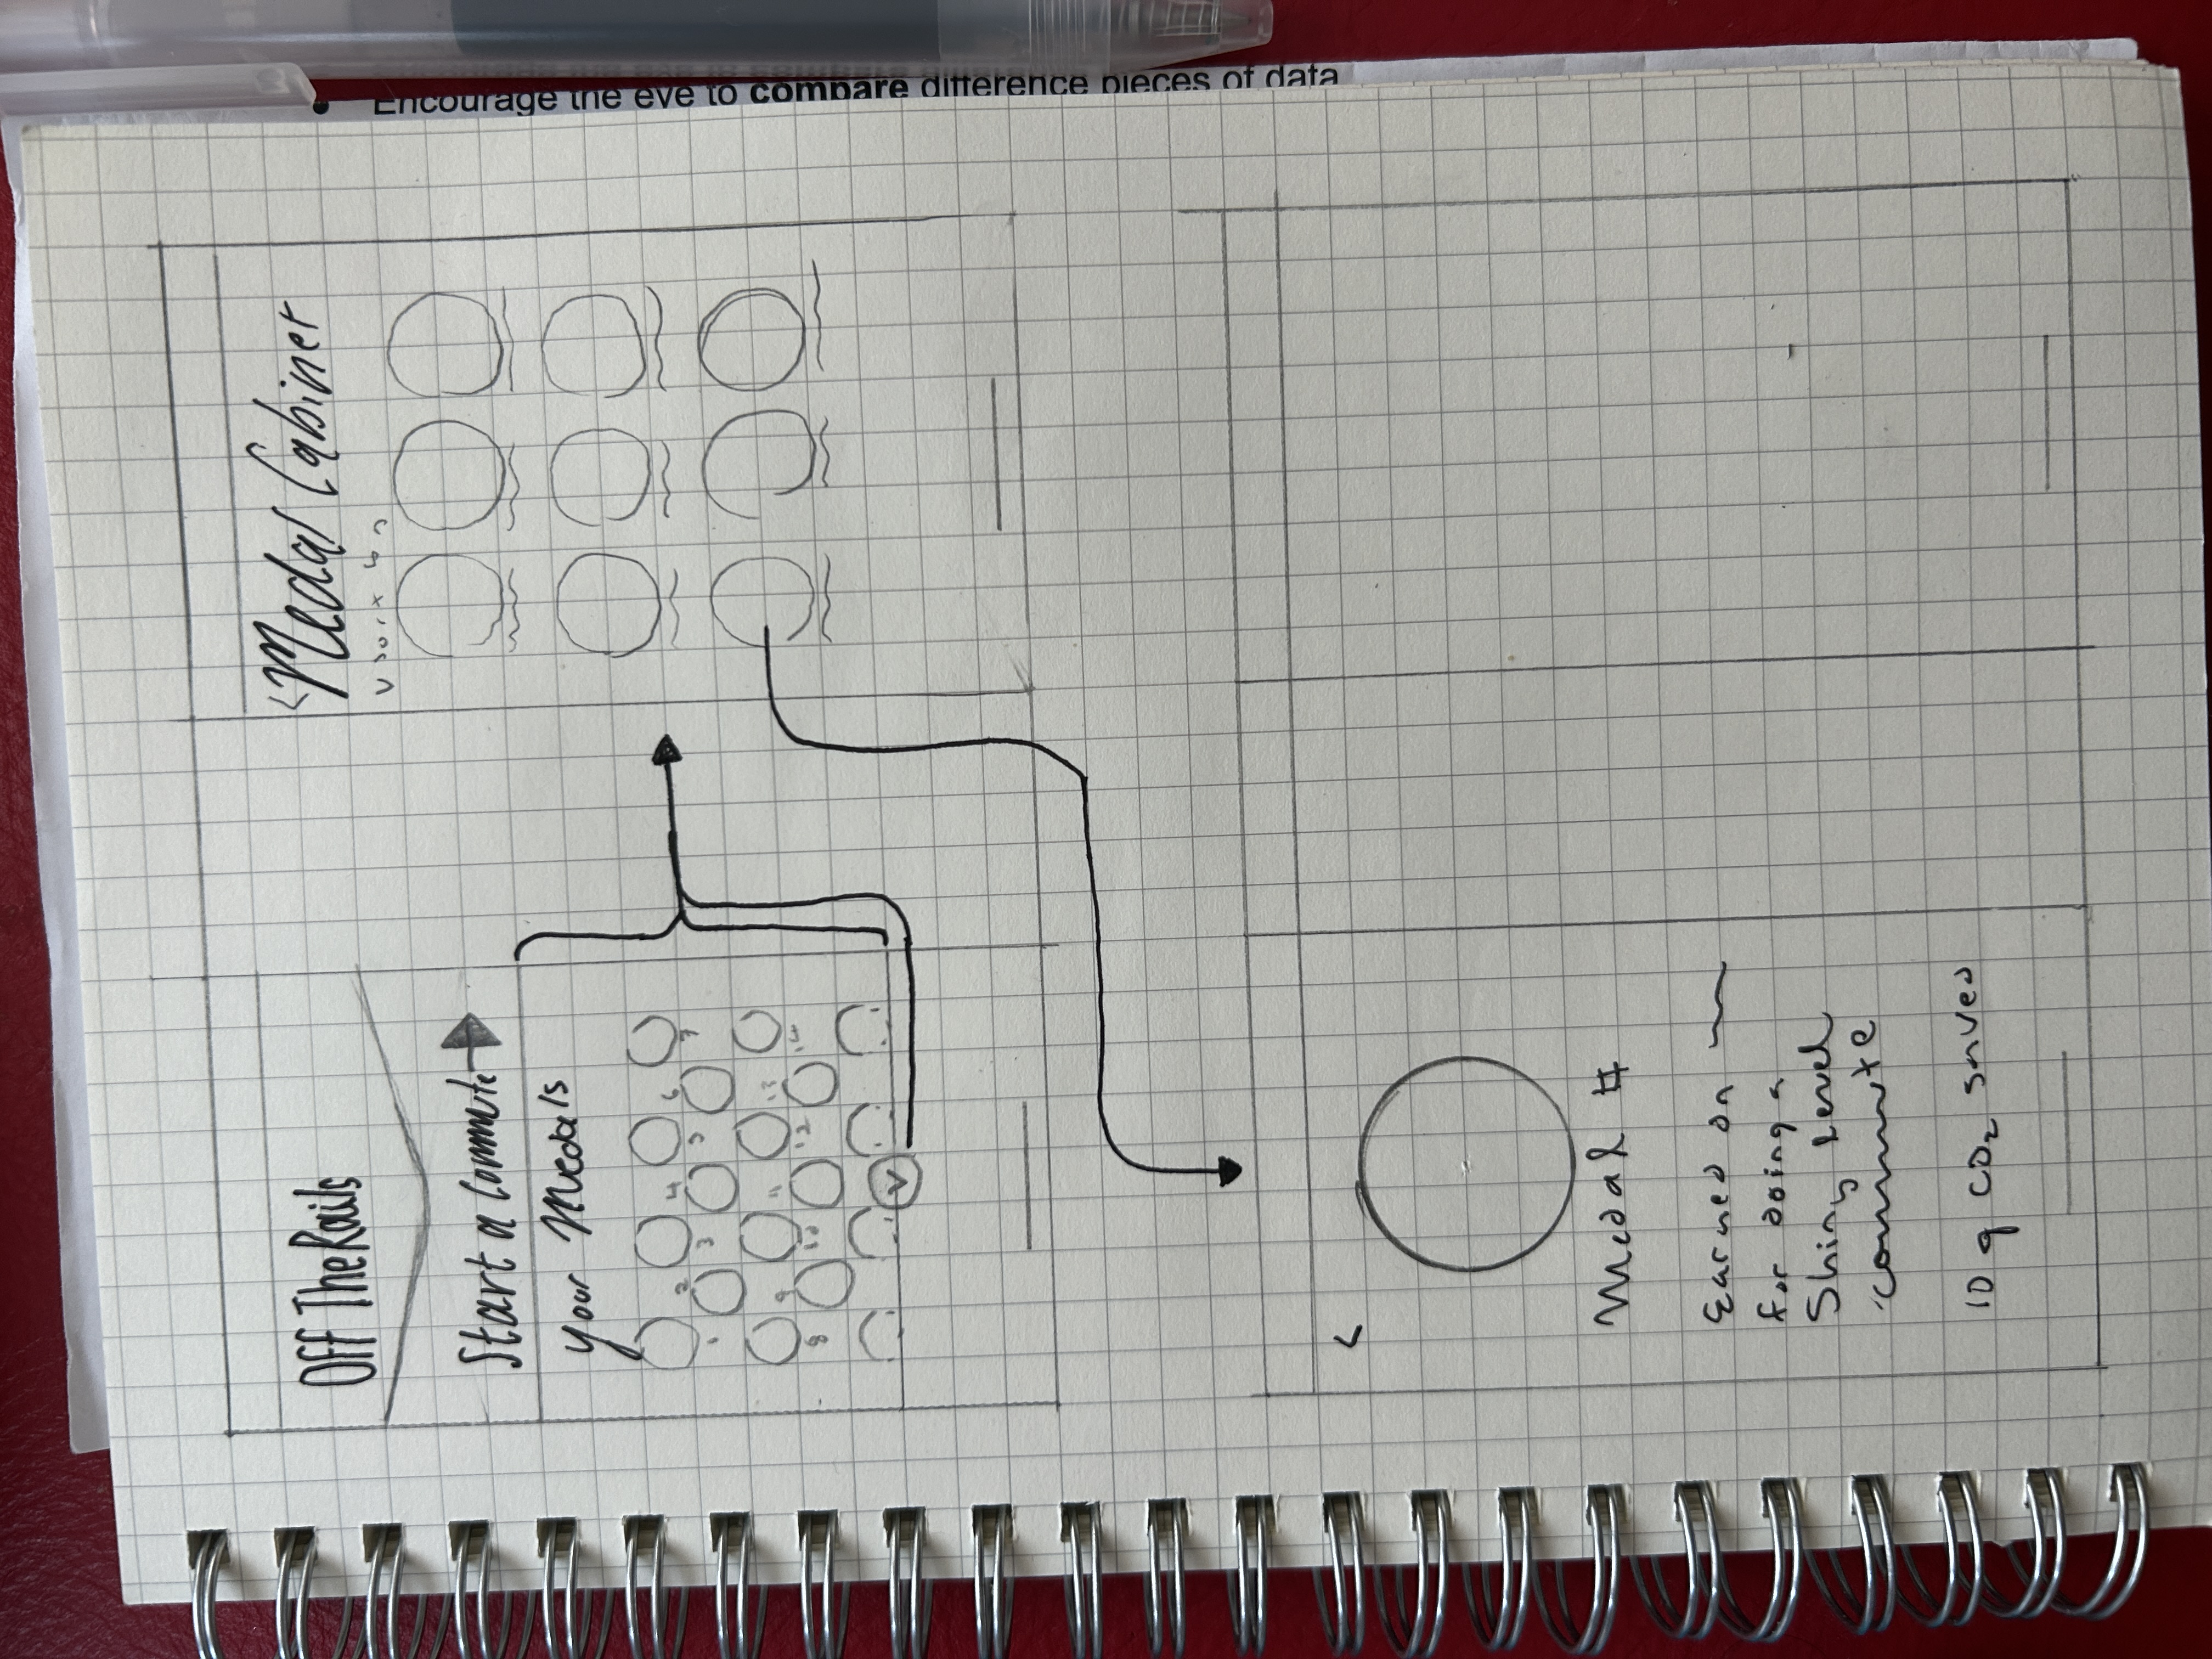 Off The Rails
Start a Commute
Your Medals
1 2 3 4 5 6 7
8 9 10 11 12 13 14
V
< Medal Cabinet
v sort by
<
Medal #
Earned on
for doing a
Shiny Level
commute
10 g CO₂ saved
Encourage the eye to compare difference pieces of data